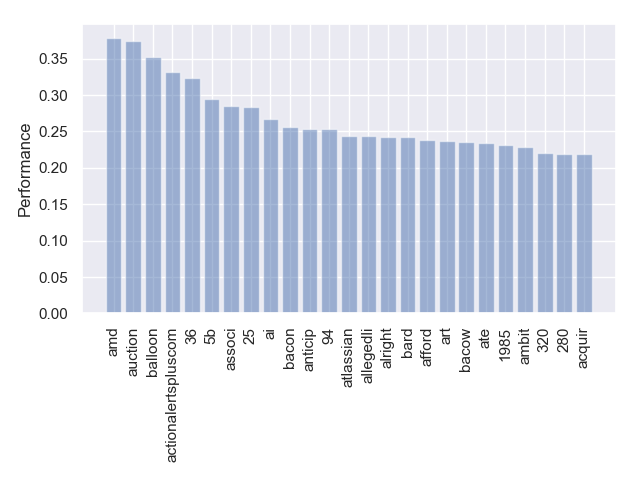 0.35
0.30
0.25
0.20
0.15
0.10
0.05
0.00
Performance
amd
auction
balloon
actionalertspluscom
36
5b
associ
25
ai
bacon
anticip
94
atlassian
allegedli
alright
bard
afford
art
bacow
ate
1985
ambit
320
280
acquir